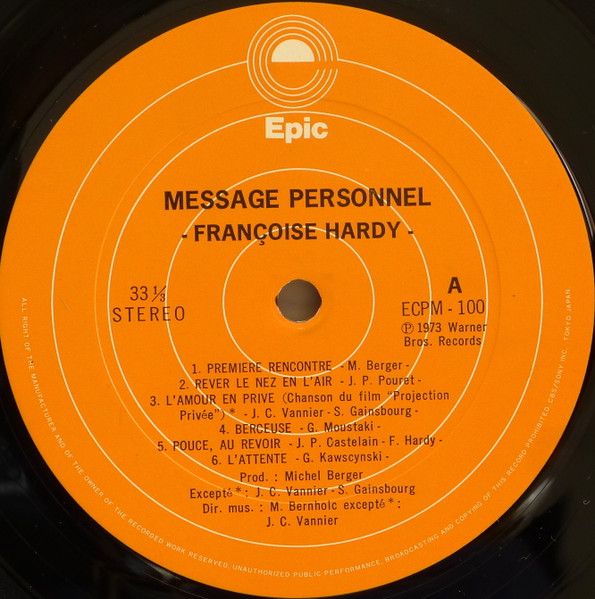 Epic
MESSAGE PERSONNEL
- FRANÇOISE HARDY -
33 ⅓
STEREO
A
ECPM - 100
Ⓟ 1973 Warner
Bros. Records
1. PREMIERE RENCONTRE - M. Berger -
2. REVER LE NEZ EN L'AIR - J. P. Pouret -
3. L'AMOUR EN PRIVE (Chanson du film "Projection
Privée")* - J. C. Vannier - S. Gainsbourg -
4. BERCEUSE - G. Moustaki -
5. POUCE, AU REVOIR - J. P. Castelain - F. Hardy -
6. L'ATTENTE - G. Kawscynski -
Prod. : Michel Berger
Excepté* : J. C. Vannier - S. Gainsbourg
Dir. mus. : M. Bernholc excepté* :
J. C. Vannier
ALL RIGHT OF THE MANUFACTURER AND OF THE OWNER OF THE RECORDED WORK RESERVED. UNAUTHORIZED PUBLIC PERFORMANCE, BROADCASTING AND COPYING OF THIS RECORD PROHIBITED. CBS/SONY INC. TOKYO JAPAN.